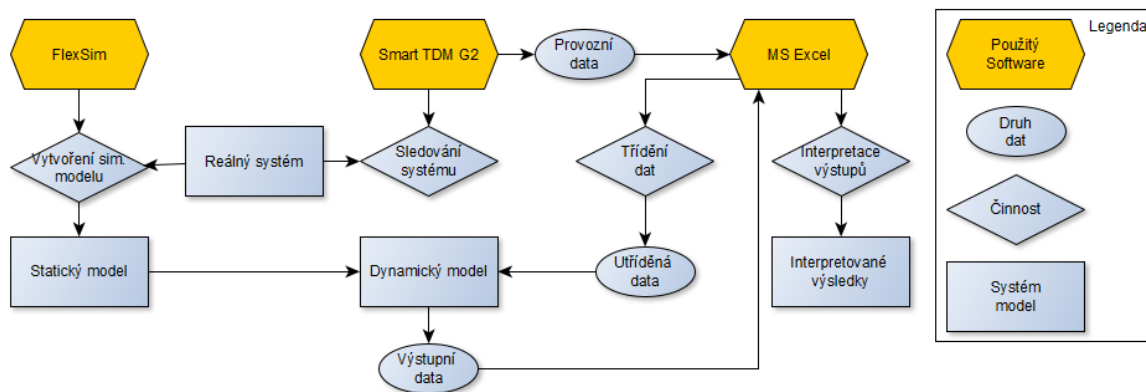 FlexSim
Smart TDM G2
Provozní
data
MS Excel
Legenda
Použitý
Software
Vytvoření sim.
modelu
Reálný systém
Sledování
systému
Třídění
dat
Interpretace
výstupů
Druh
dat
Činnost
Statický model
Dynamický model
Utříděná
data
Interpretované
výsledky
Systém
model
Výstupní
data